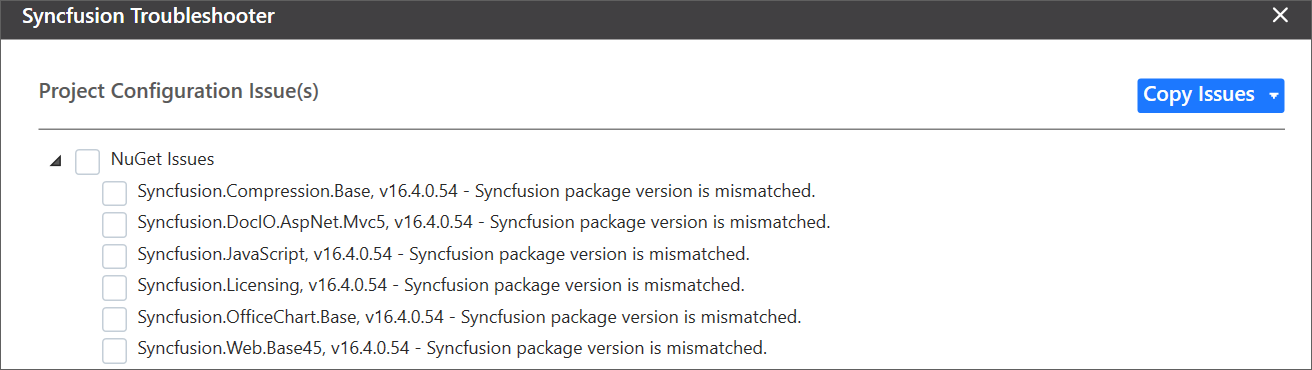 Syncfusion Troubleshooter
Project Configuration Issue(s)
Copy Issues
NuGet Issues
Syncfusion.Compression.Base, v16.4.0.54 - Syncfusion package version is mismatched.
Syncfusion.DocIO.AspNet.Mvc5, v16.4.0.54 - Syncfusion package version is mismatched.
Syncfusion.JavaScript, v16.4.0.54 - Syncfusion package version is mismatched.
Syncfusion.Licensing, v16.4.0.54 - Syncfusion package version is mismatched.
Syncfusion.OfficeChart.Base, v16.4.0.54 - Syncfusion package version is mismatched.
Syncfusion.Web.Base45, v16.4.0.54 - Syncfusion package version is mismatched.